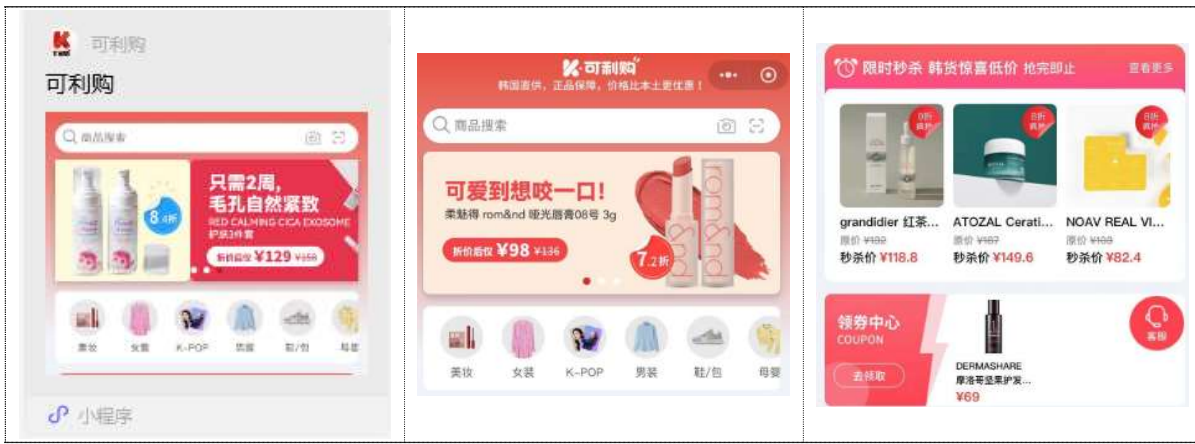 可利购
可利购
商品搜索
只需2周,
毛孔自然紧致
RED CALMING CICA EXOSOME
护肤3件套
8.4折
折价后仅 ¥129 ¥158
美妆
女装
K-POP
男装
鞋/包
母婴
小程序
K·可利购
韩国直供，正品保障，价格比本土更优惠！
商品搜索
可爱到想咬一口!
柔魅得 rom&nd 哑光唇膏08号 3g
折价后仅 ¥98 ¥136
7.2折
rom&nd
rom&nd
美妆
女装
K-POP
男装
鞋/包
母婴
限时秒杀 韩货惊喜低价 抢完即止
查看更多
8折
8折
grandidier 红茶...
原价 ¥132
秒杀价 ¥118.8
ATOZAL Cerati...
原价 ¥187
秒杀价 ¥149.6
NOAV REAL VI...
原价 ¥103
秒杀价 ¥82.4
领券中心
COUPON
去领取
DERMASHARE
摩洛哥坚果护发...
¥69
客服